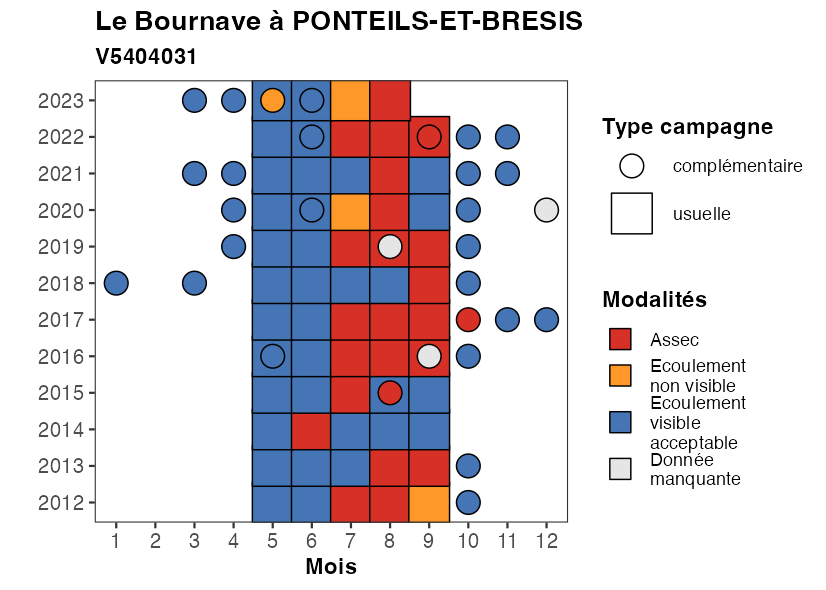 Le Bournave à PONTEILS-ET-BRESIS
V5404031
2023
2022
2021
2020
2019
2018
2017
2016
2015
2014
2013
2012
1 2 3 4 5 6 7 8 9 10 11 12
Mois
Type campagne
complémentaire
usuelle
Modalités
Assec
Ecoulement
non visible
Ecoulement
visible
acceptable
Donnée
manquante